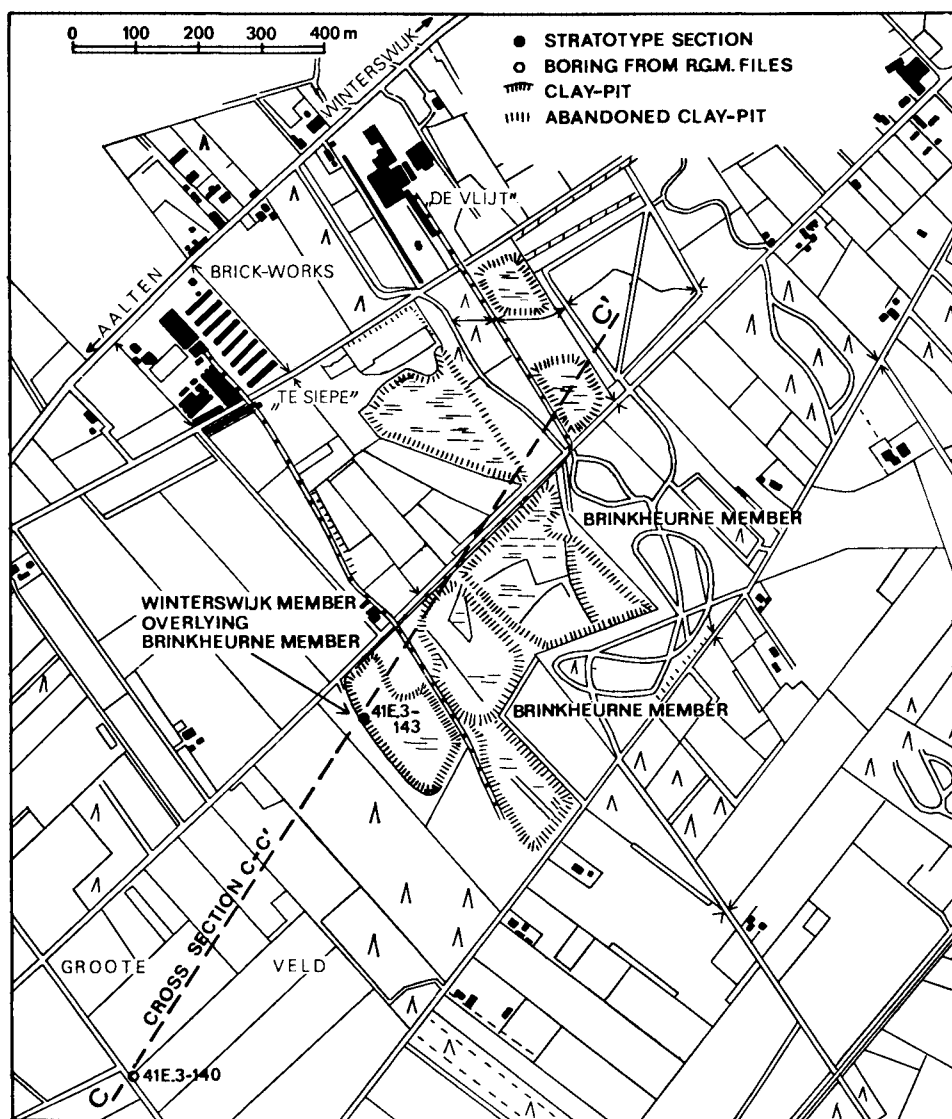 0 100 200 300 400 m
WINTERSWIJK
STRATOTYPE SECTION
BORING FROM R.G.M. FILES
CLAY-PIT
ABANDONED CLAY-PIT
„DE VLIJT”
BRICK-WORKS
AALTEN
C'
„TE SIEPE”
BRINKHEURNE MEMBER
WINTERSWIJK MEMBER
OVERLYING
BRINKHEURNE MEMBER
41E.3-
143
BRINKHEURNE MEMBER
CROSS SECTION C-C'
GROOTE VELD
41E.3-140
C